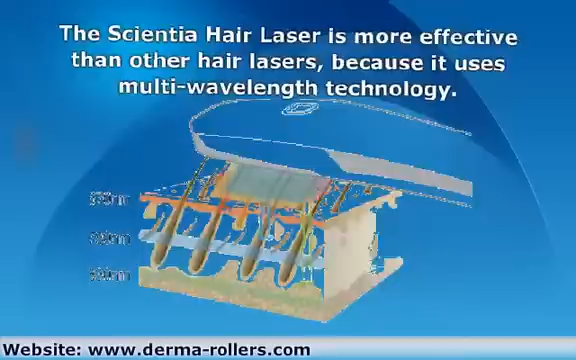 The Scientia Hair Laser is more effective
than other hair lasers, because it uses
multi-wavelength technology.
Website: www.derma-rollers.com